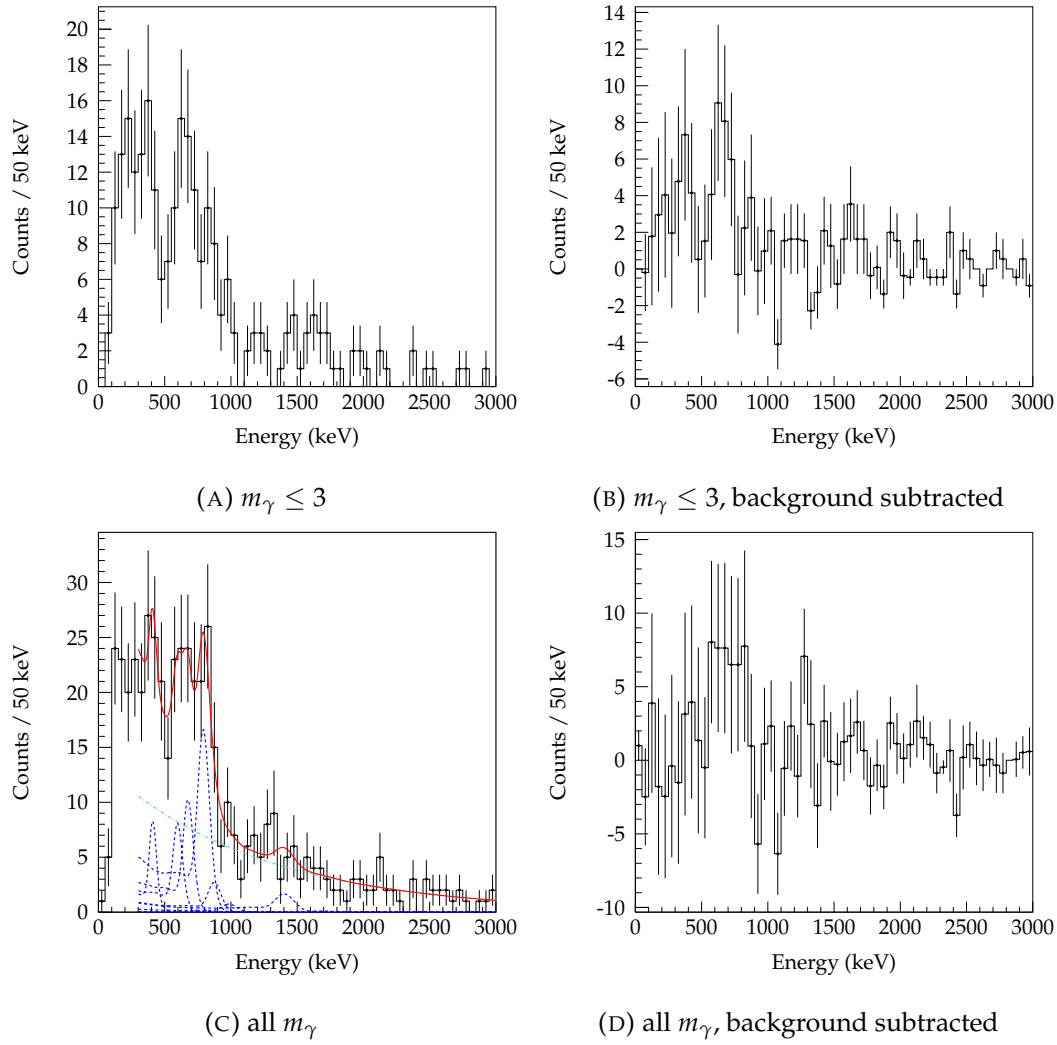 20
18
16
14
12
10
8
6
4
2
0
Counts / 50 keV
0 500 1000 1500 2000 2500 3000
Energy (keV)
(A) mγ ≤ 3
14
12
10
8
6
4
2
0
-2
-4
-6
Counts / 50 keV
0 500 1000 1500 2000 2500 3000
Energy (keV)
(B) mγ ≤ 3, background subtracted
30
25
20
15
10
5
0
Counts / 50 keV
0 500 1000 1500 2000 2500 3000
Energy (keV)
(C) all mγ
15
10
5
0
-5
-10
Counts / 50 keV
0 500 1000 1500 2000 2500 3000
Energy (keV)
(D) all mγ, background subtracted